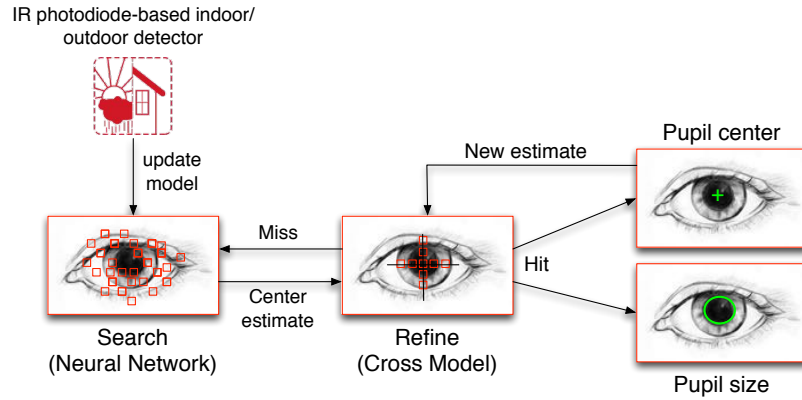 IR photodiode-based indoor/
outdoor detector
update
model
Pupil center
New estimate
Miss
Hit
Center
estimate
Search
(Neural Network)
Refine
(Cross Model)
Pupil size